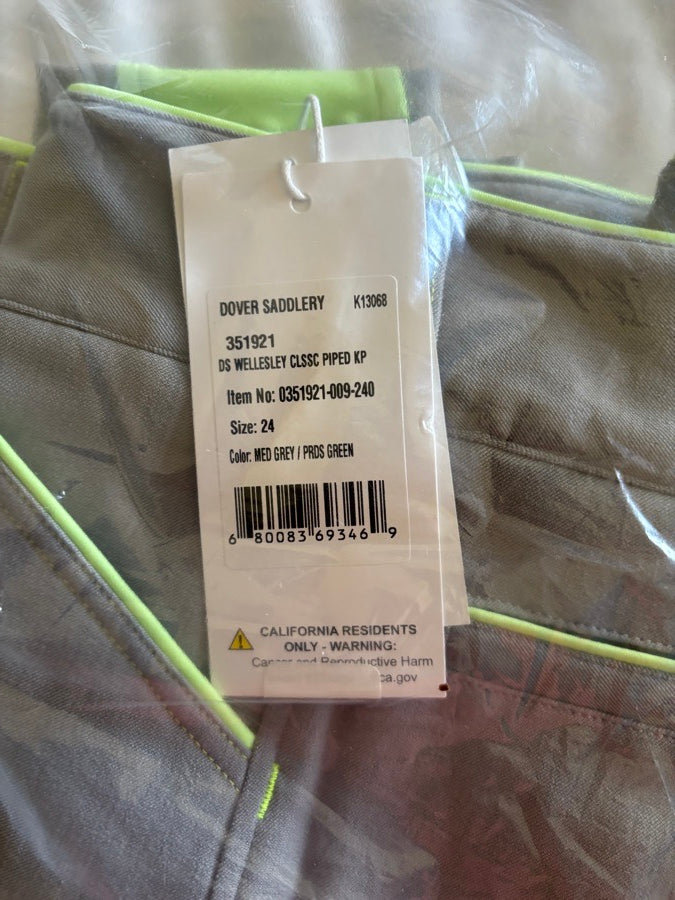 DOVER SADDLERY K13068
351921
DS WELLESLEY CLSSC PIPED KP
Item No: 0351921-009-240
Size: 24
Color: MED GREY / PRDS GREEN
6 80083 69346 9
CALIFORNIA RESIDENTS
ONLY - WARNING:
Cancer and Reproductive Harm
ca.gov